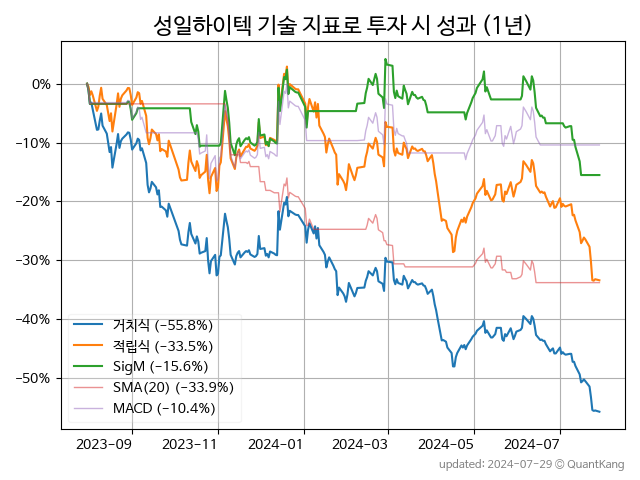 성일하이텍 기술 지표로 투자 시 성과 (1년)
0%
−10%
−20%
−30%
−40%
−50%
거치식 (−55.8%)
적립식 (−33.5%)
SigM (−15.6%)
SMA(20) (−33.9%)
MACD (−10.4%)
2023-09 2023-11 2024-01 2024-03 2024-05 2024-07
updated: 2024-07-29 © QuantKang